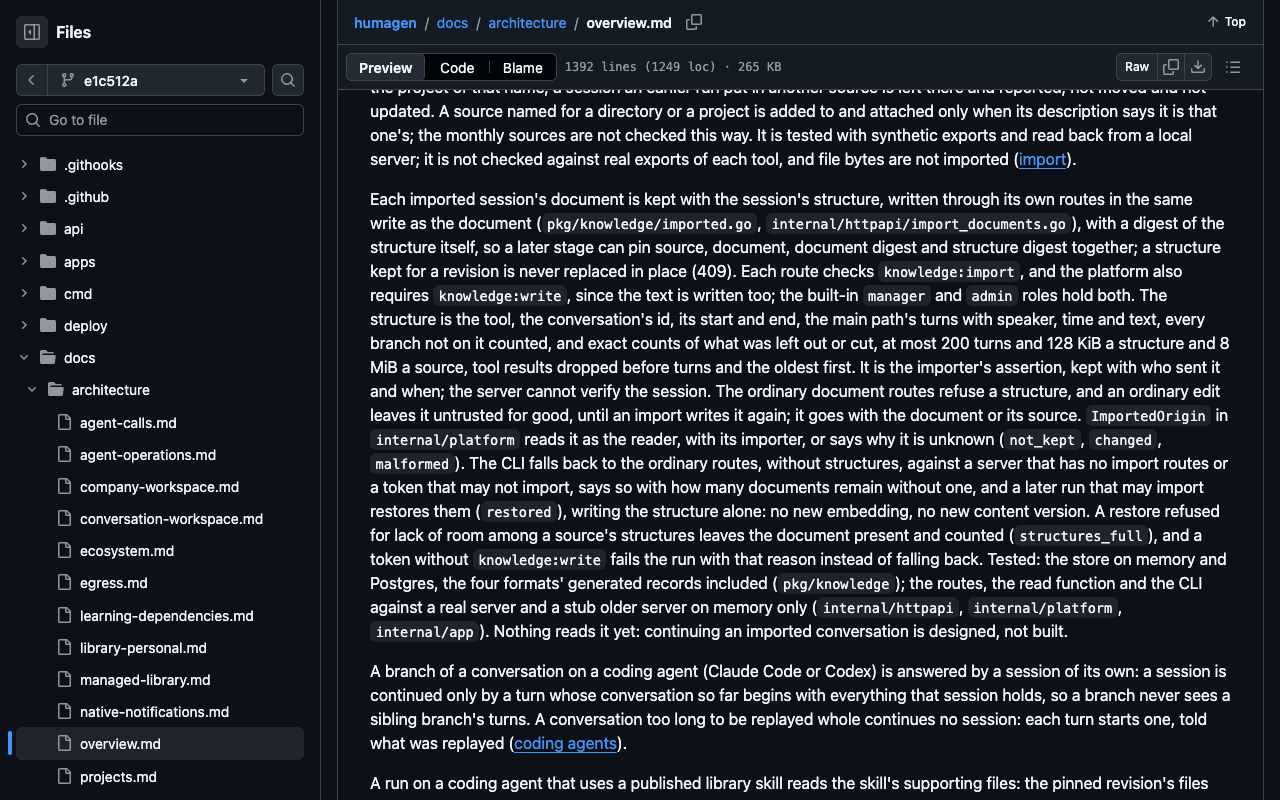 Files
e1c512a
Go to file
.githooks
.github
api
apps
cmd
deploy
docs
architecture
agent-calls.md
agent-operations.md
company-workspace.md
conversation-workspace.md
ecosystem.md
egress.md
learning-dependencies.md
library-personal.md
managed-library.md
native-notifications.md
overview.md
projects.md
humagen / docs / architecture / overview.md
Top
Preview Code Blame 1392 lines (1249 loc) · 265 KB Raw
the project of that name; a session an earlier run put in another source is left there and reported, not moved and not
updated. A source named for a directory or a project is added to and attached only when its description says it is that
one's; the monthly sources are not checked this way. It is tested with synthetic exports and read back from a local
server; it is not checked against real exports of each tool, and file bytes are not imported (import).
Each imported session's document is kept with the session's structure, written through its own routes in the same
write as the document ( pkg/knowledge/imported.go , internal/httpapi/import_documents.go ), with a digest of the
structure itself, so a later stage can pin source, document, document digest and structure digest together; a structure
kept for a revision is never replaced in place (409). Each route checks knowledge:import , and the platform also
requires knowledge:write , since the text is written too; the built-in manager and admin roles hold both. The
structure is the tool, the conversation's id, its start and end, the main path's turns with speaker, time and text, every
branch not on it counted, and exact counts of what was left out or cut, at most 200 turns and 128 KiB a structure and 8
MiB a source, tool results dropped before turns and the oldest first. It is the importer's assertion, kept with who sent it
and when; the server cannot verify the session. The ordinary document routes refuse a structure, and an ordinary edit
leaves it untrusted for good, until an import writes it again; it goes with the document or its source. ImportedOrigin in
internal/platform reads it as the reader, with its importer, or says why it is unknown ( not_kept , changed ,
malformed ). The CLI falls back to the ordinary routes, without structures, against a server that has no import routes or
a token that may not import, says so with how many documents remain without one, and a later run that may import
restores them ( restored ), writing the structure alone: no new embedding, no new content version. A restore refused
for lack of room among a source's structures leaves the document present and counted ( structures_full ), and a
token without knowledge:write fails the run with that reason instead of falling back. Tested: the store on memory and
Postgres, the four formats' generated records included ( pkg/knowledge ); the routes, the read function and the CLI
against a real server and a stub older server on memory only ( internal/httpapi , internal/platform ,
internal/app ). Nothing reads it yet: continuing an imported conversation is designed, not built.
A branch of a conversation on a coding agent (Claude Code or Codex) is answered by a session of its own: a session is
continued only by a turn whose conversation so far begins with everything that session holds, so a branch never sees a
sibling branch's turns. A conversation too long to be replayed whole continues no session: each turn starts one, told
what was replayed (coding agents).
A run on a coding agent that uses a published library skill reads the skill's supporting files: the pinned revision's files